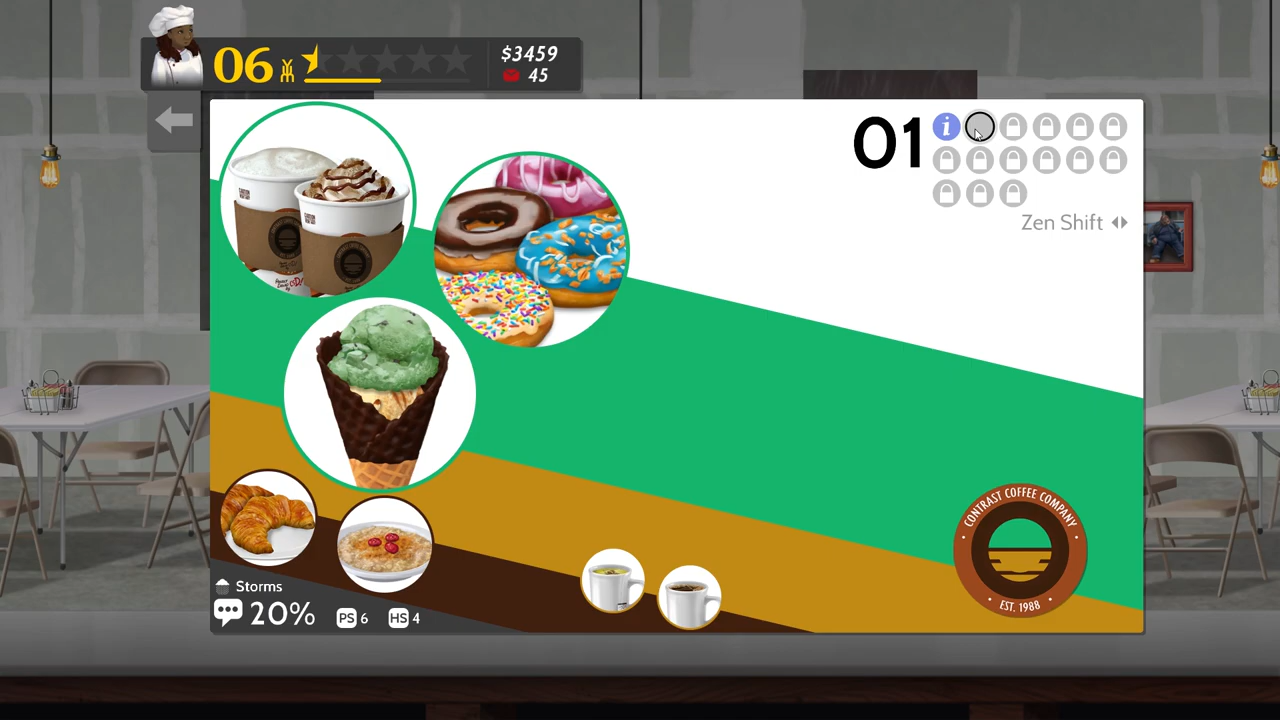 06
$3459
45
01
i
Zen Shift
Storms
20%
PS 6
HS 4
CONTRAST COFFEE COMPANY
EST. 1988